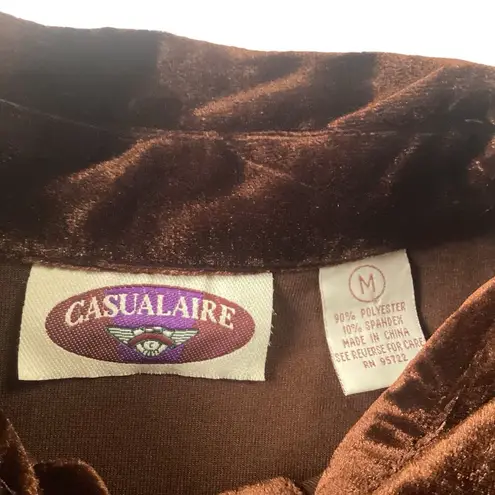 CASUALAIRE
C
M
90% POLYESTER
10% SPANDEX
MADE IN CHINA
SEE REVERSE FOR CARE
RN 95722